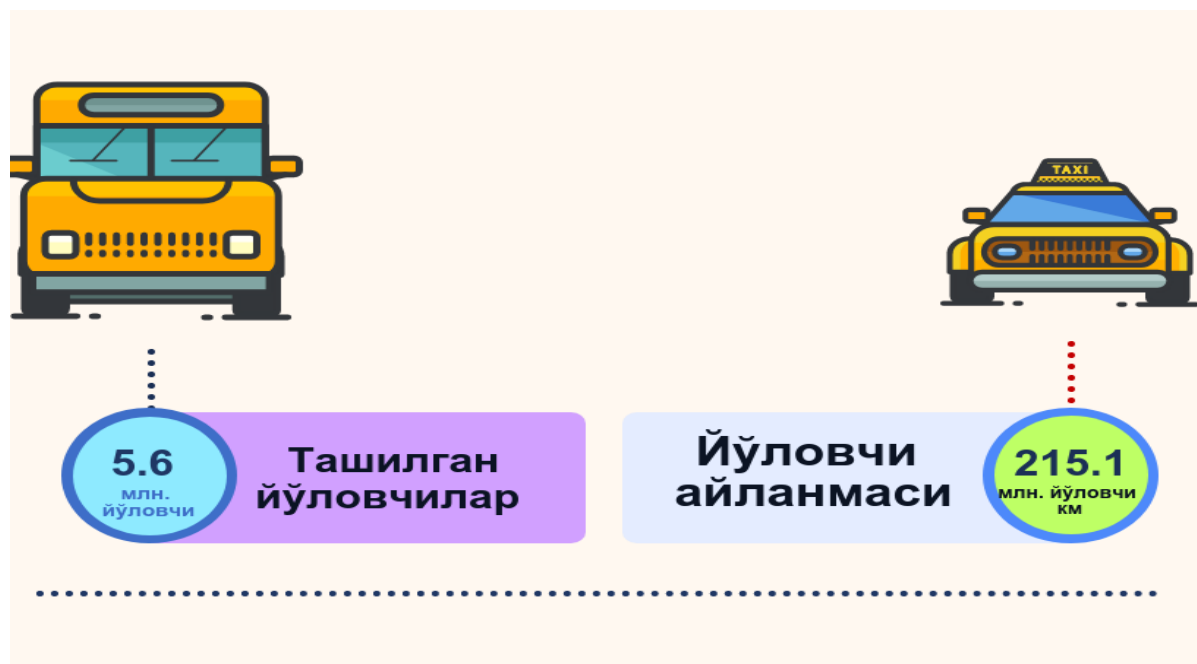 TAXI
5.6
млн.
йўловчи
Ташилган
йўловчилар
Йўловчи
айланмаси
215.1
млн. йўловчи
км